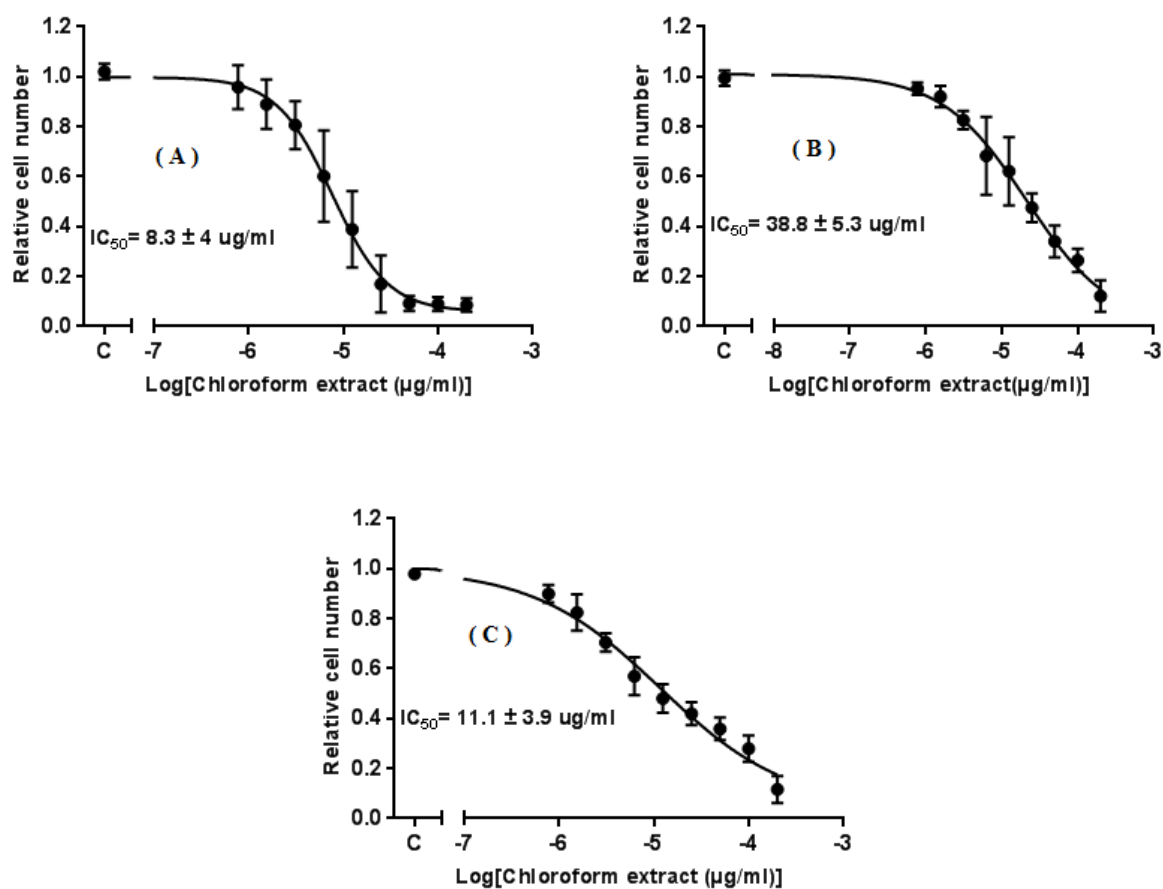 1.2
1.0
0.8
0.6
0.4
0.2
0.0
Relative cell number
( A )
IC50= 8.3 ± 4 ug/ml
C -7 -6 -5 -4 -3
Log[Chloroform extract (µg/ml)]
1.2
1.0
0.8
0.6
0.4
0.2
0.0
Relative cell number
( B )
IC50= 38.8 ± 5.3 ug/ml
C -8 -7 -6 -5 -4 -3
Log[Chloroform extract(µg/ml)]
1.2
1.0
0.8
0.6
0.4
0.2
0.0
Relative cell number
( C )
IC50= 11.1 ± 3.9 ug/ml
C -7 -6 -5 -4 -3
Log[Chloroform extract (µg/ml)]